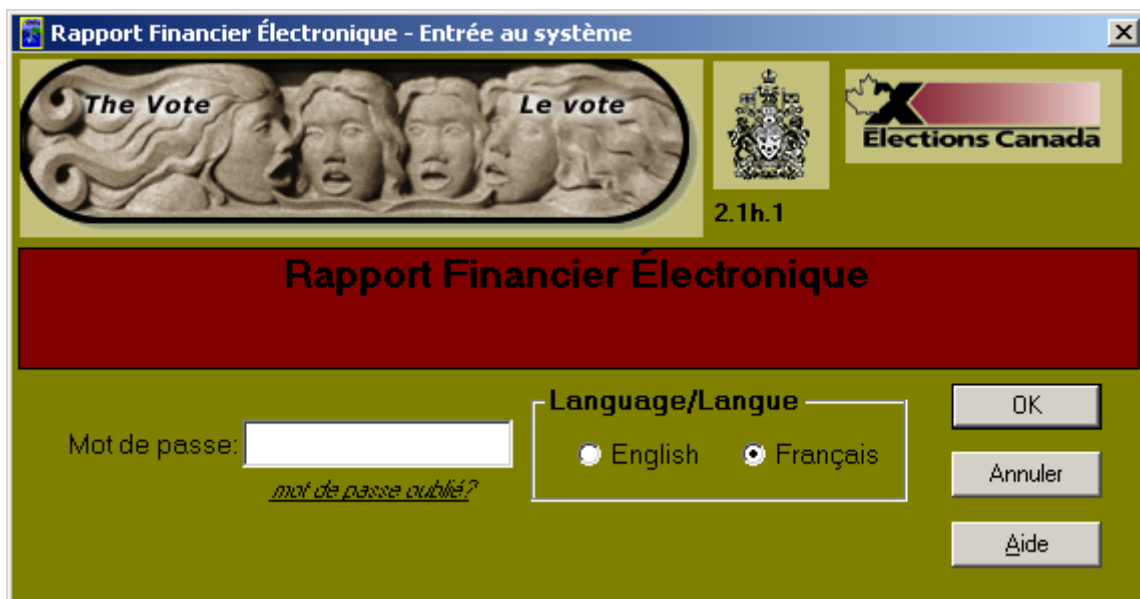 Rapport Financier Électronique - Entrée au système
The Vote
Le vote
Elections Canada
2.1h.1
Rapport Financier Électronique
Language/Langue
Mot de passe:
English
Français
mot de passe oublié?
OK
Annuler
Aide